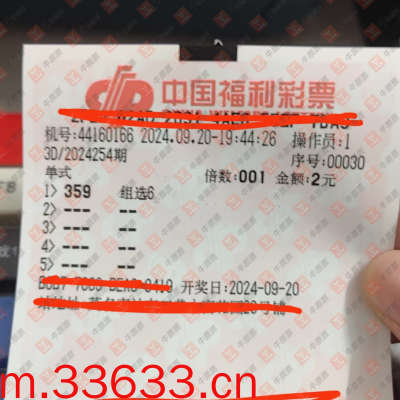 中国福利彩票
机号:44160166 2024.09.20-19:44:26 操作员:1
3D/2024254期 序号:00030
单式 倍数:001 金额:2元
1> 359 组选6
2> -- --
3> -- --
4> -- --
5> -- --
开奖日:2024-09-20
m.33633.cn